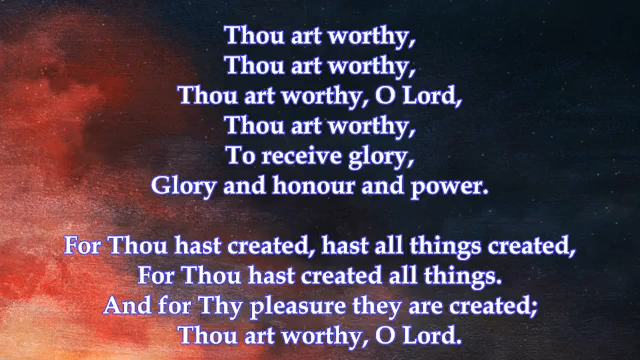 Thou art worthy,
Thou art worthy,
Thou art worthy, O Lord,
Thou art worthy,
To receive glory,
Glory and honour and power.
For Thou hast created, hast all things created,
For Thou hast created all things.
And for Thy pleasure they are created;
Thou art worthy, O Lord.